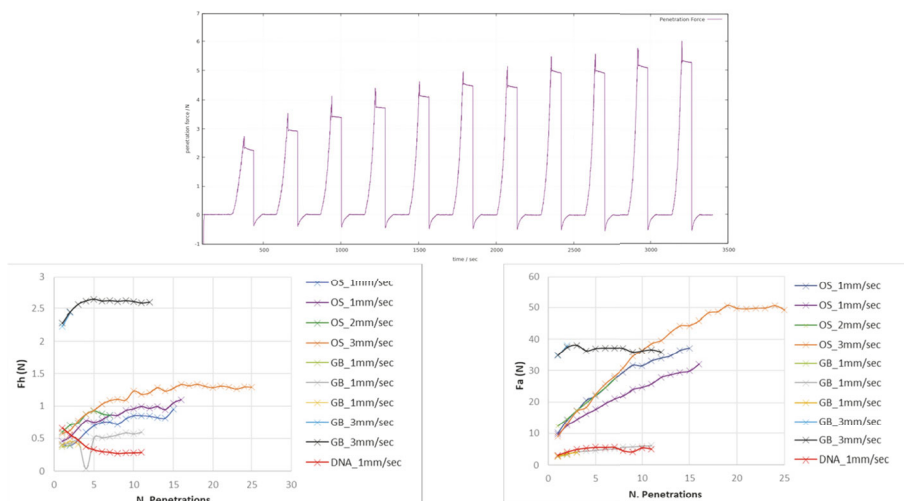 7
6
5
4
3
2
1
0
-1
penetration force / N
Penetration Force
500
1000
1500
2000
2500
3000
3500
time / sec
3
2.5
2
1.5
1
0.5
0
Fh (N)
0
5
10
15
20
25
30
N. Penetrations
OS_1mm/sec
OS_1mm/sec
OS_2mm/sec
OS_3mm/sec
GB_1mm/sec
GB_1mm/sec
GB_1mm/sec
GB_3mm/sec
GB_3mm/sec
DNA_1mm/sec
60
50
40
30
20
10
0
Fa (N)
0
5
10
15
20
25
N. Penetrations
OS_1mm/sec
OS_1mm/sec
OS_2mm/sec
OS_3mm/sec
GB_1mm/sec
GB_1mm/sec
GB_1mm/sec
GB_3mm/sec
GB_3mm/sec
DNA_1mm/sec